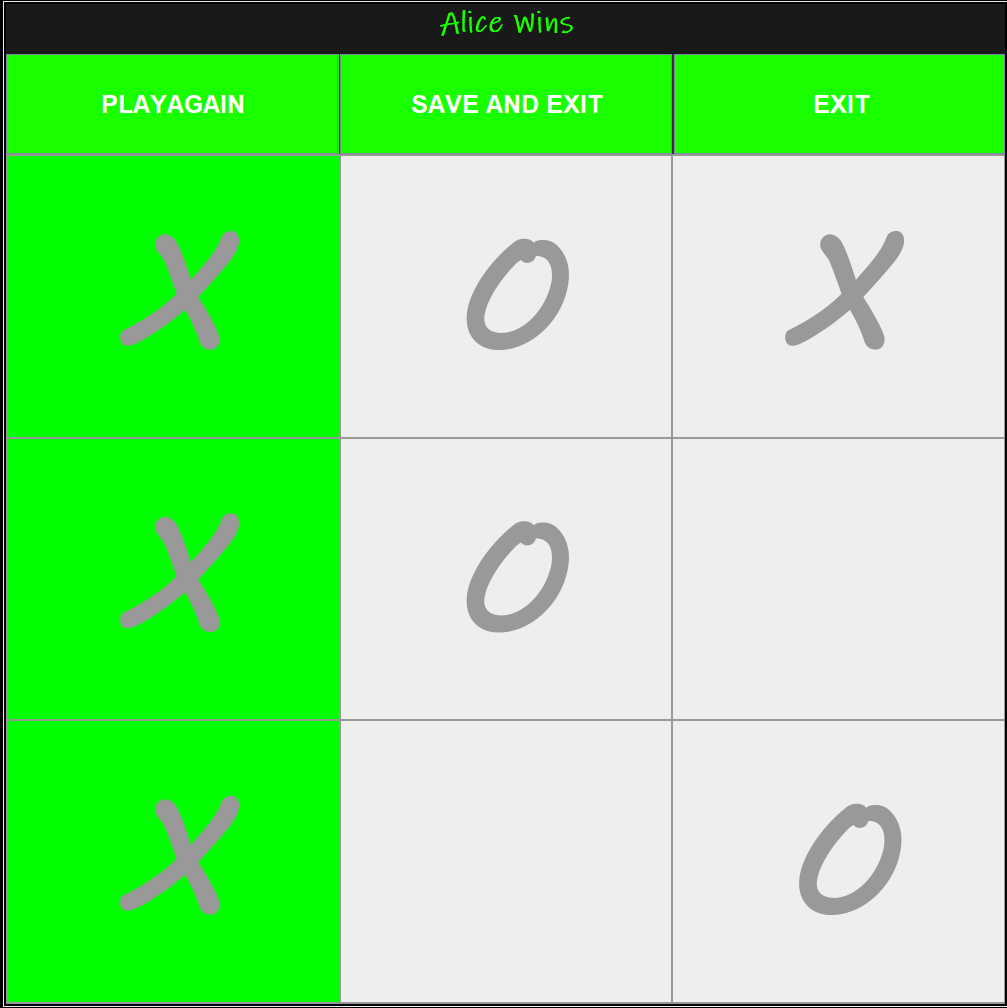 Alice Wins
PLAYAGAIN SAVE AND EXIT EXIT
X O X
X O
X O